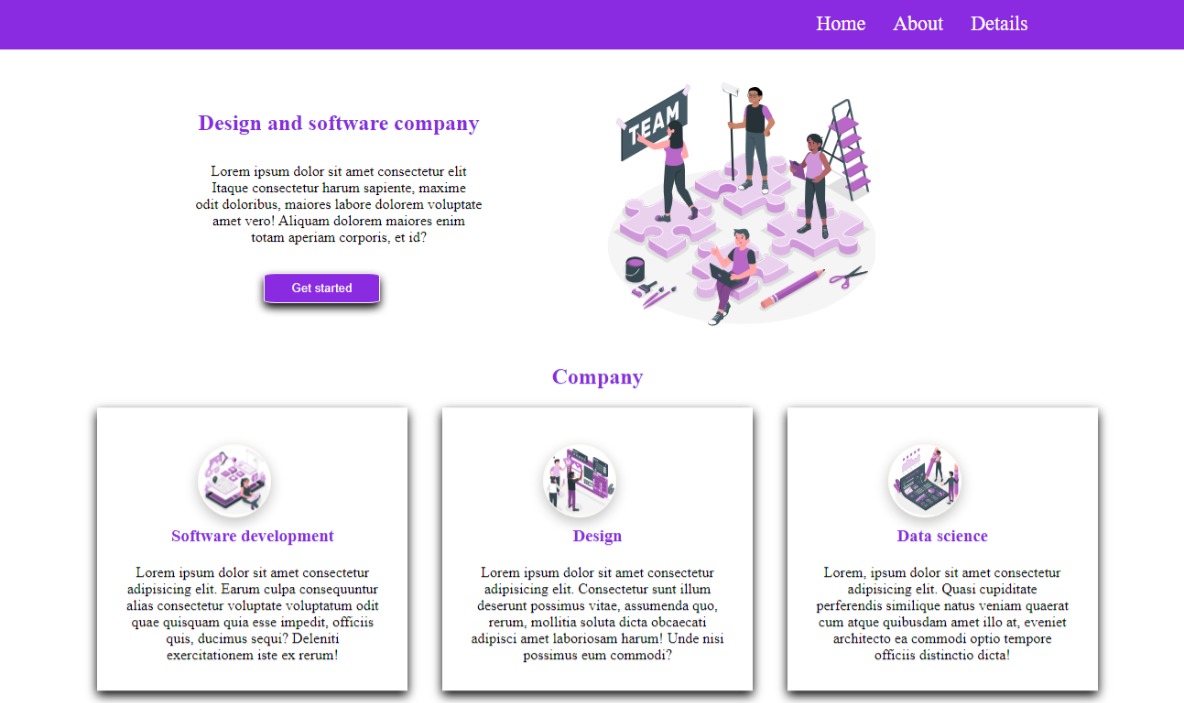 Home About Details
Design and software company
Lorem ipsum dolor sit amet consectetur elit
Itaque consectetur harum sapiente, maxime
odit doloribus, maiores labore dolorem voluptate
amet vero! Aliquam dolorem maiores enim
totam aperiam corporis, et id?
Get started
TEAM
Company
Software development
Lorem ipsum dolor sit amet consectetur
adipisicing elit. Earum culpa consequuntur
alias consectetur voluptate voluptatum odit
quae quisquam quia esse impedit, officiis
quis, ducimus sequi? Deleniti
exercitationem iste ex rerum!
Design
Lorem ipsum dolor sit amet consectetur
adipisicing elit. Consectetur sunt illum
deserunt possimus vitae, assumenda quo,
rerum, mollitia soluta dicta obcaecati
adipisci amet laboriosam harum! Unde nisi
possimus eum commodi?
Data science
Lorem, ipsum dolor sit amet consectetur
adipisicing elit. Quasi cupiditate
perferendis similique natus veniam quaerat
cum atque quibusdam amet illo at, eveniet
architecto ea commodi optio tempore
officiis distinctio dicta!